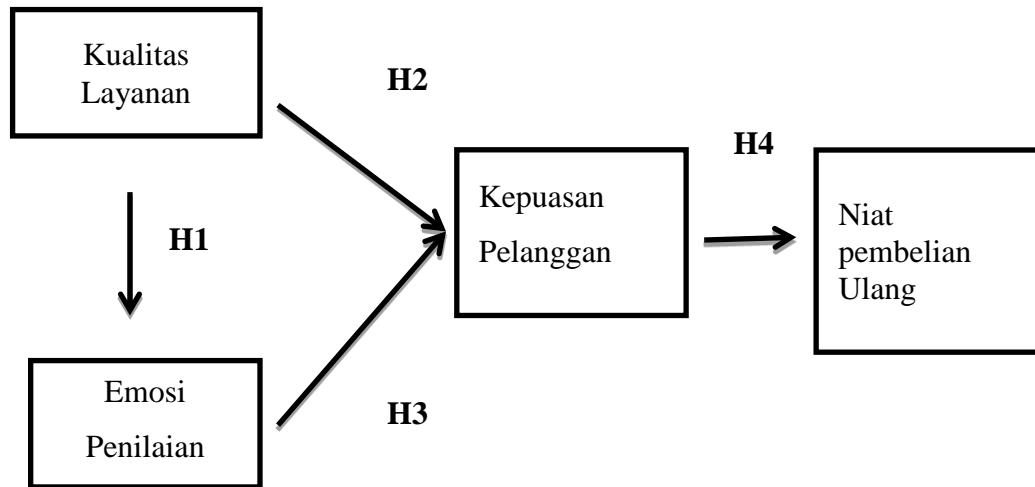 Kualitas
Layanan
H2
H4
Kepuasan
Pelanggan
Niat
pembelian
Ulang
H1
Emosi
Penilaian
H3